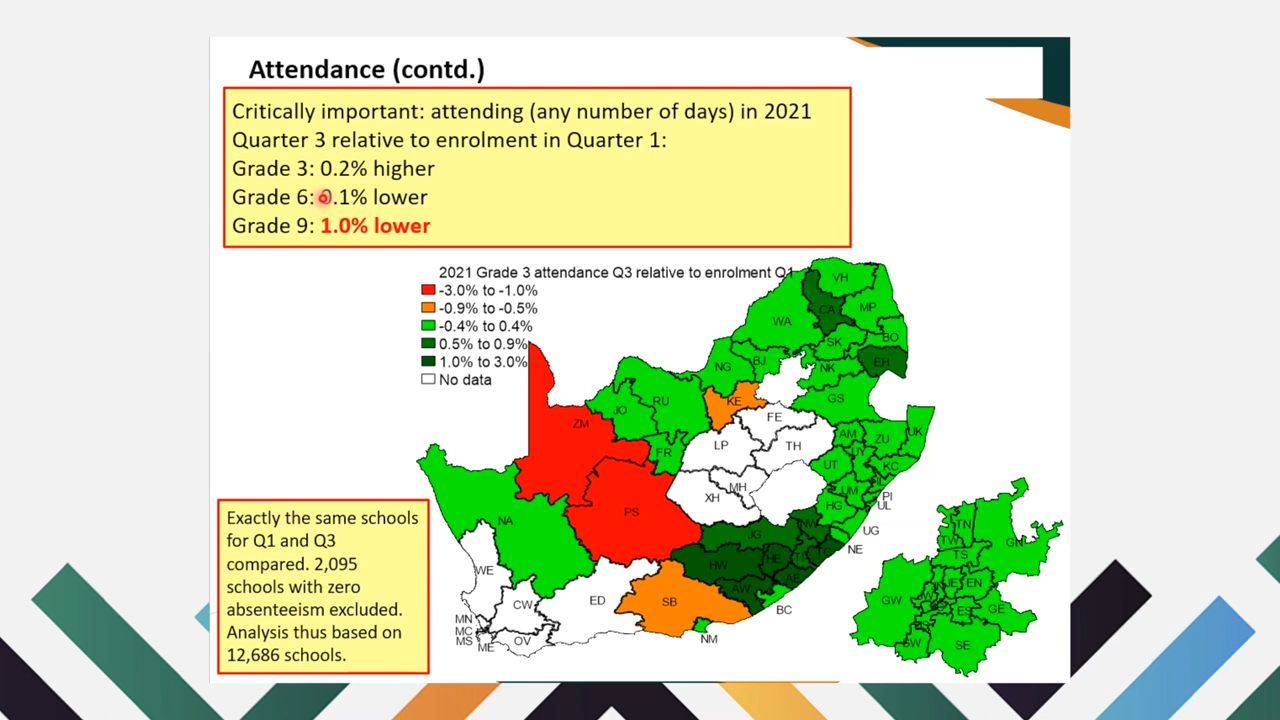 Attendance (contd.)
Critically important: attending (any number of days) in 2021
Quarter 3 relative to enrolment in Quarter 1:
Grade 3: 0.2% higher
Grade 6: 0.1% lower
Grade 9: 1.0% lower
2021 Grade 3 attendance Q3 relative to enrolment Q1
-3.0% to -1.0%
-0.9% to -0.5%
-0.4% to 0.4%
0.5% to 0.9%
1.0% to 3.0%
No data
VH
CA
MP
WA
SK
BO
BJ
EH
NG
NK
KE
GS
RU
JO
FE
ZM
LP
TH
AM
ZU
UK
FR
UY
UT
KC
MH
XH
UM
PI
HG
UL
PS
NA
JG
NW
UG
NE
HW
HE
WE
AW
AE
ED
CW
SB
BC
MN
MC
MS
ME
OV
NM
TN
TW
GN
TS
JE
EN
GW
ES
GE
SW
SE
Exactly the same schools
for Q1 and Q3
compared. 2,095
schools with zero
absenteeism excluded.
Analysis thus based on
12,686 schools.